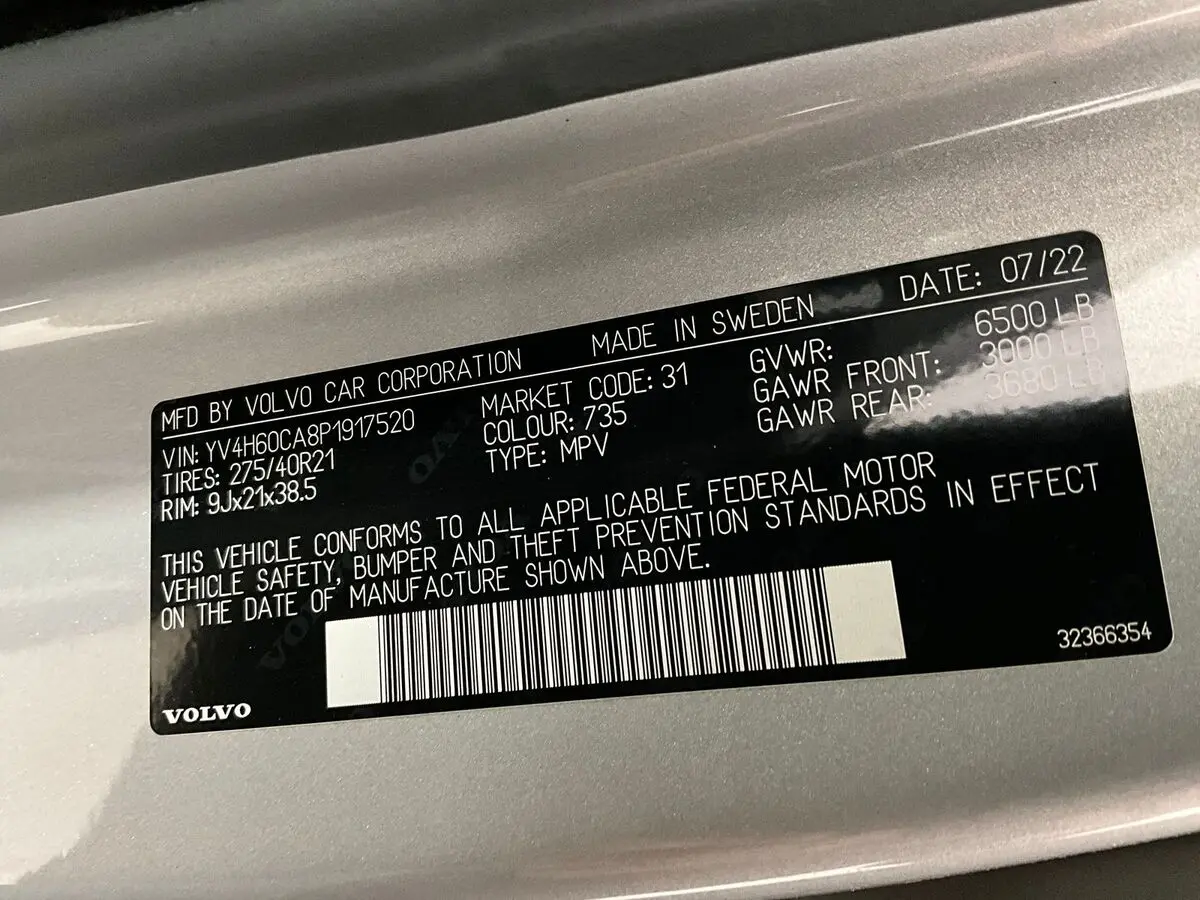 MFD BY VOLVO CAR CORPORATION MADE IN SWEDEN DATE: 07/22
VIN: YV4H60CA8P1917520 MARKET CODE: 31 GVWR: 6500 LB
TIRES: 275/40R21 COLOUR: 735 GAWR FRONT: 3000 LB
RIM: 9Jx21x38.5 TYPE: MPV GAWR REAR: 3680 LB
THIS VEHICLE CONFORMS TO ALL APPLICABLE FEDERAL MOTOR
VEHICLE SAFETY, BUMPER AND THEFT PREVENTION STANDARDS IN EFFECT
ON THE DATE OF MANUFACTURE SHOWN ABOVE.
32366354
VOLVO